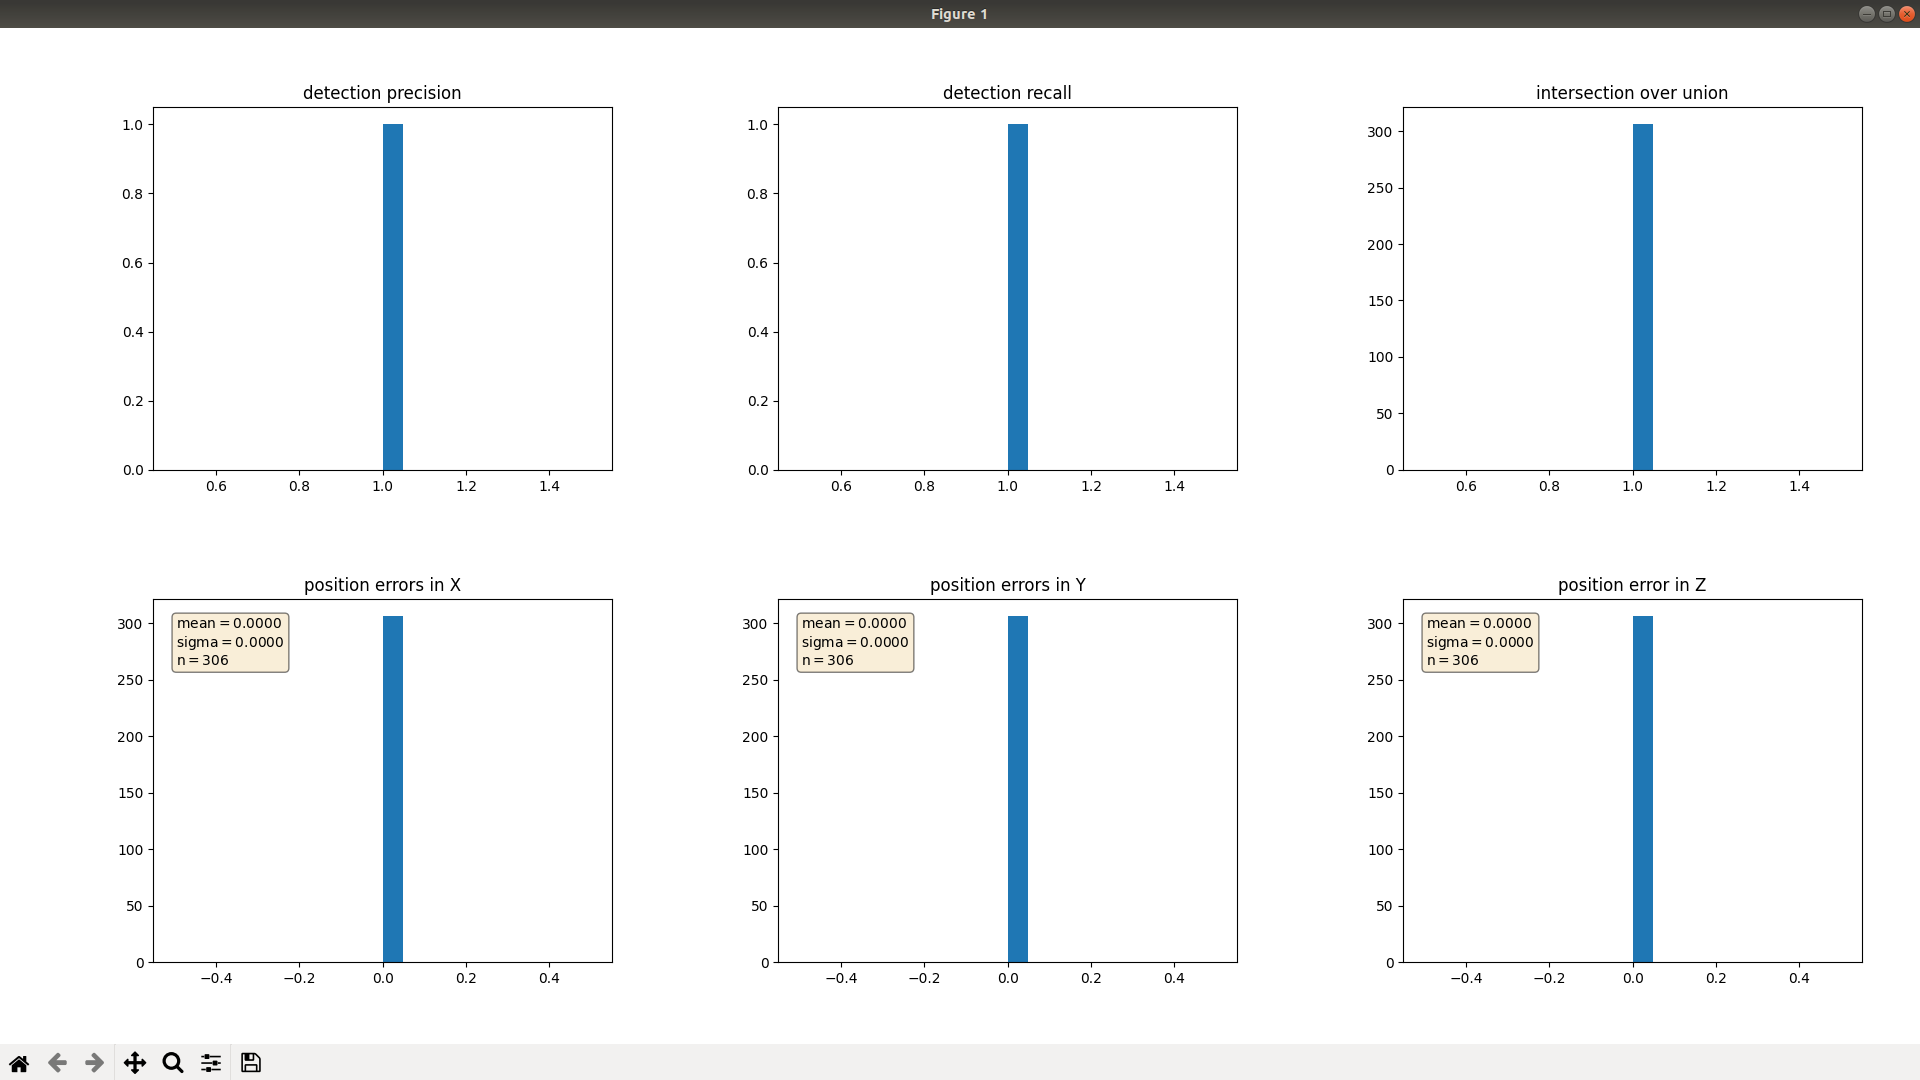 Figure 1
detection precision
1.0
0.8
0.6
0.4
0.2
0.0
0.6 0.8 1.0 1.2 1.4
detection recall
1.0
0.8
0.6
0.4
0.2
0.0
0.6 0.8 1.0 1.2 1.4
intersection over union
300
250
200
150
100
50
0
0.6 0.8 1.0 1.2 1.4
position errors in X
mean = 0.0000
sigma = 0.0000
n = 306
300
250
200
150
100
50
0
−0.4 −0.2 0.0 0.2 0.4
position errors in Y
mean = 0.0000
sigma = 0.0000
n = 306
300
250
200
150
100
50
0
−0.4 −0.2 0.0 0.2 0.4
position error in Z
mean = 0.0000
sigma = 0.0000
n = 306
300
250
200
150
100
50
0
−0.4 −0.2 0.0 0.2 0.4